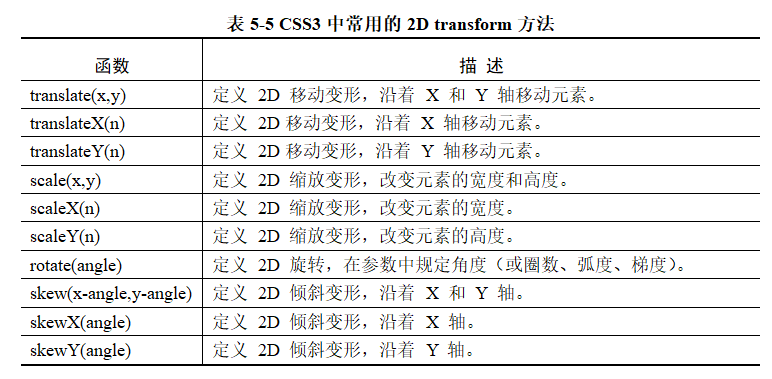 表 5-5 CSS3 中常用的 2D transform 方法
函数 描 述
translate(x,y) 定义 2D 移动变形，沿着 X 和 Y 轴移动元素。
translateX(n) 定义 2D移动变形，沿着 X 轴移动元素。
translateY(n) 定义 2D移动变形，沿着 Y 轴移动元素。
scale(x,y) 定义 2D 缩放变形，改变元素的宽度和高度。
scaleX(n) 定义 2D 缩放变形，改变元素的宽度。
scaleY(n) 定义 2D 缩放变形，改变元素的高度。
rotate(angle) 定义 2D 旋转，在参数中规定角度（或圈数、弧度、梯度）。
skew(x-angle,y-angle) 定义 2D 倾斜变形，沿着 X 和 Y 轴。
skewX(angle) 定义 2D 倾斜变形，沿着 X 轴。
skewY(angle) 定义 2D 倾斜变形，沿着 Y 轴。